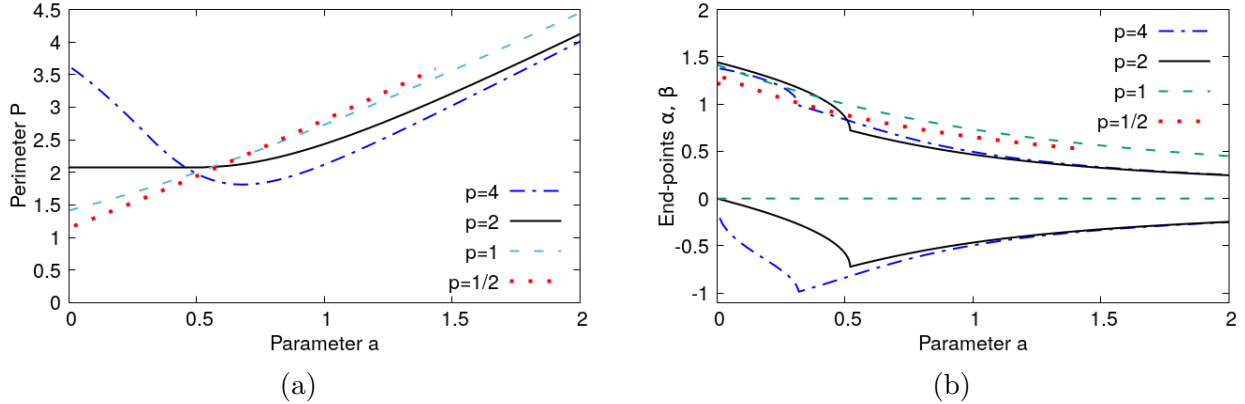 4.5
4
3.5
3
2.5
2
1.5
1
0.5
0
Perimeter P
p=4
p=2
p=1
p=1/2
0 0.5 1 1.5 2
Parameter a
(a)
2
1.5
1
0.5
0
-0.5
-1
End-points α, β
p=4
p=2
p=1
p=1/2
0 0.5 1 1.5 2
Parameter a
(b)